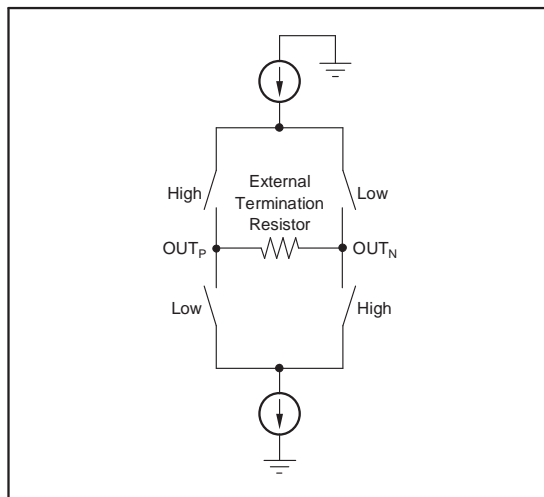 External
Termination
Resistor
High
Low
OUTP
OUTN
Low
High